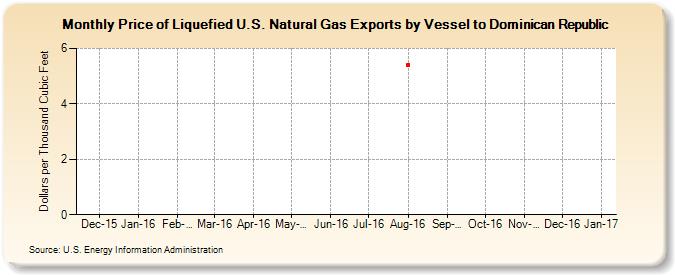 Monthly Price of Liquefied U.S. Natural Gas Exports by Vessel to Dominican Republic
Dollars per Thousand Cubic Feet
6
4
2
0
Dec-15 Jan-16 Feb-... Mar-16 Apr-16 May-... Jun-16 Jul-16 Aug-16 Sep-... Oct-16 Nov-... Dec-16 Jan-17
Source: U.S. Energy Information Administration